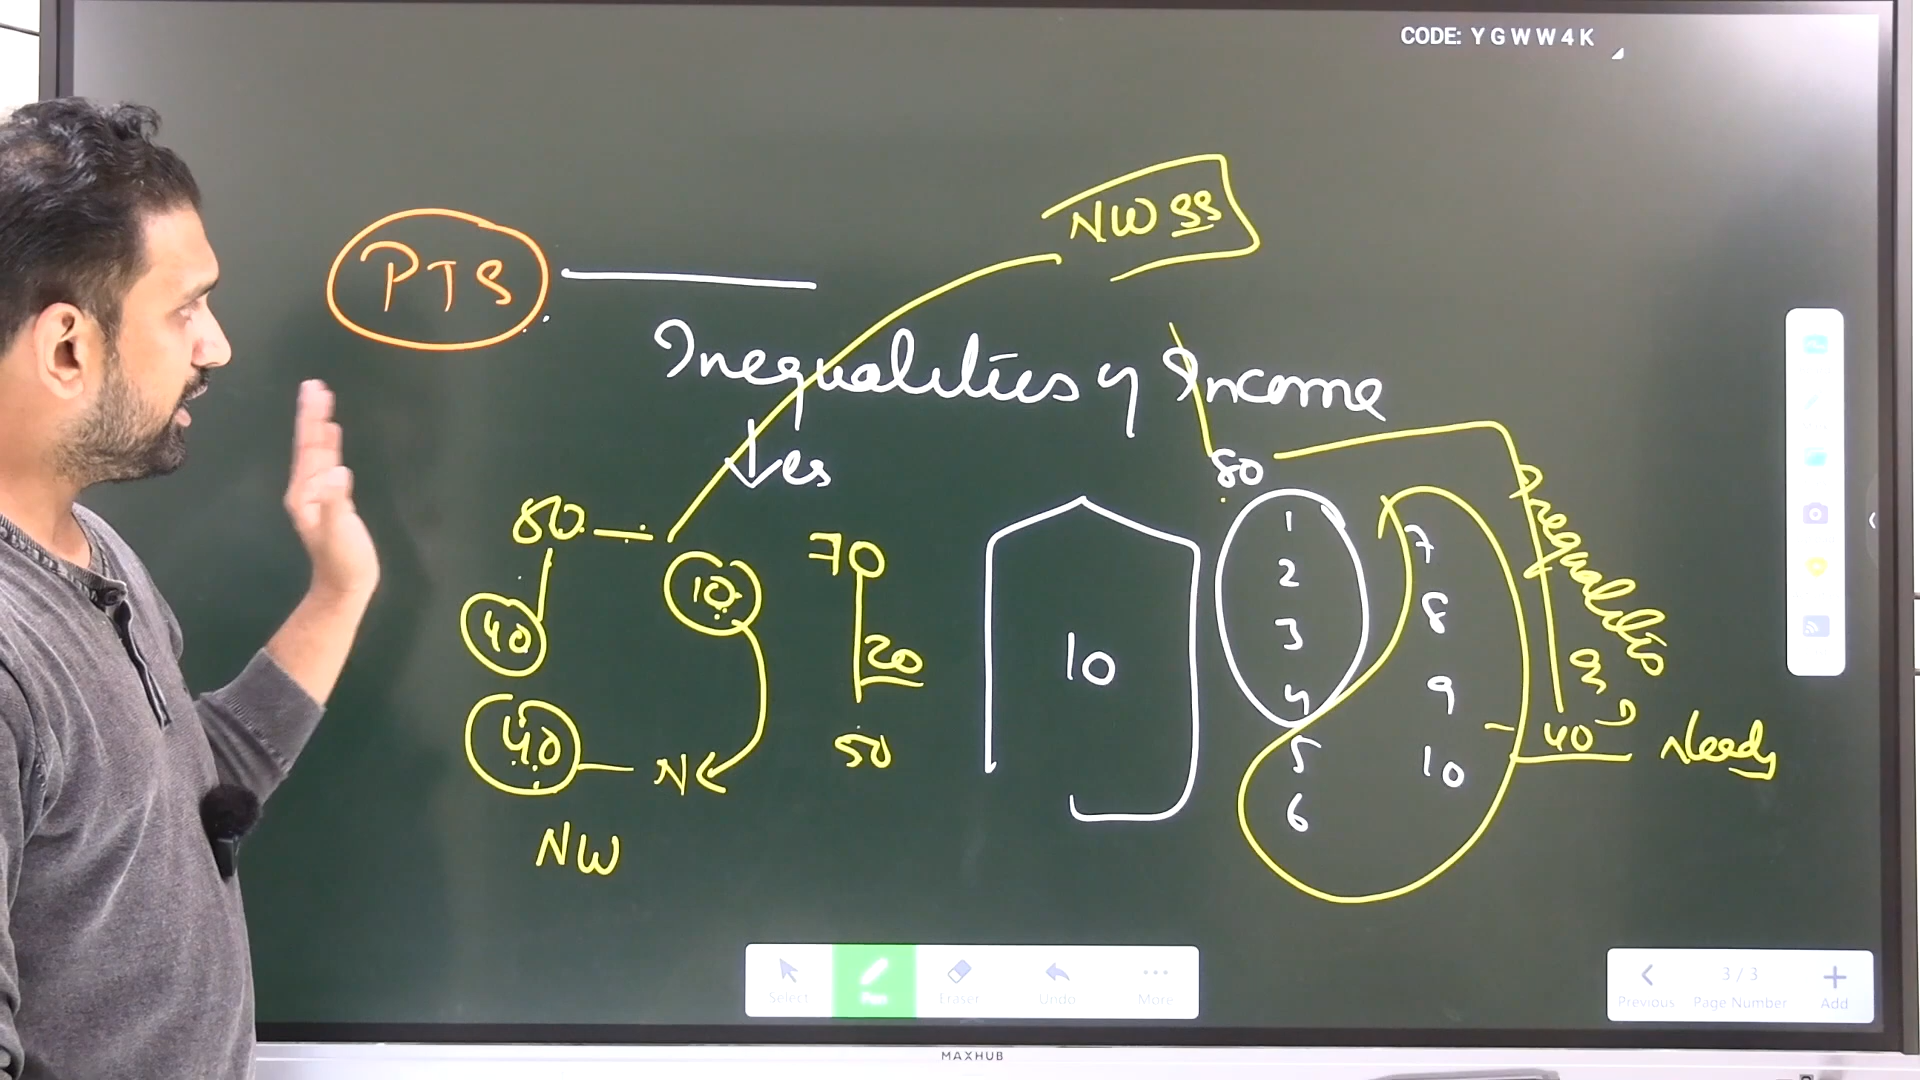 CODE: YGWW4K
NW SS
PTS
Inequalities of Income
↓es
80
80
10
70
40
20
10
40
N
50
NW
1
2
3
4
5
6
7
8
9
10
Inequalities
40
Needy
Select
Pen
Eraser
Undo
More
3/3
Previous
Page Number
Add
MAXHUB